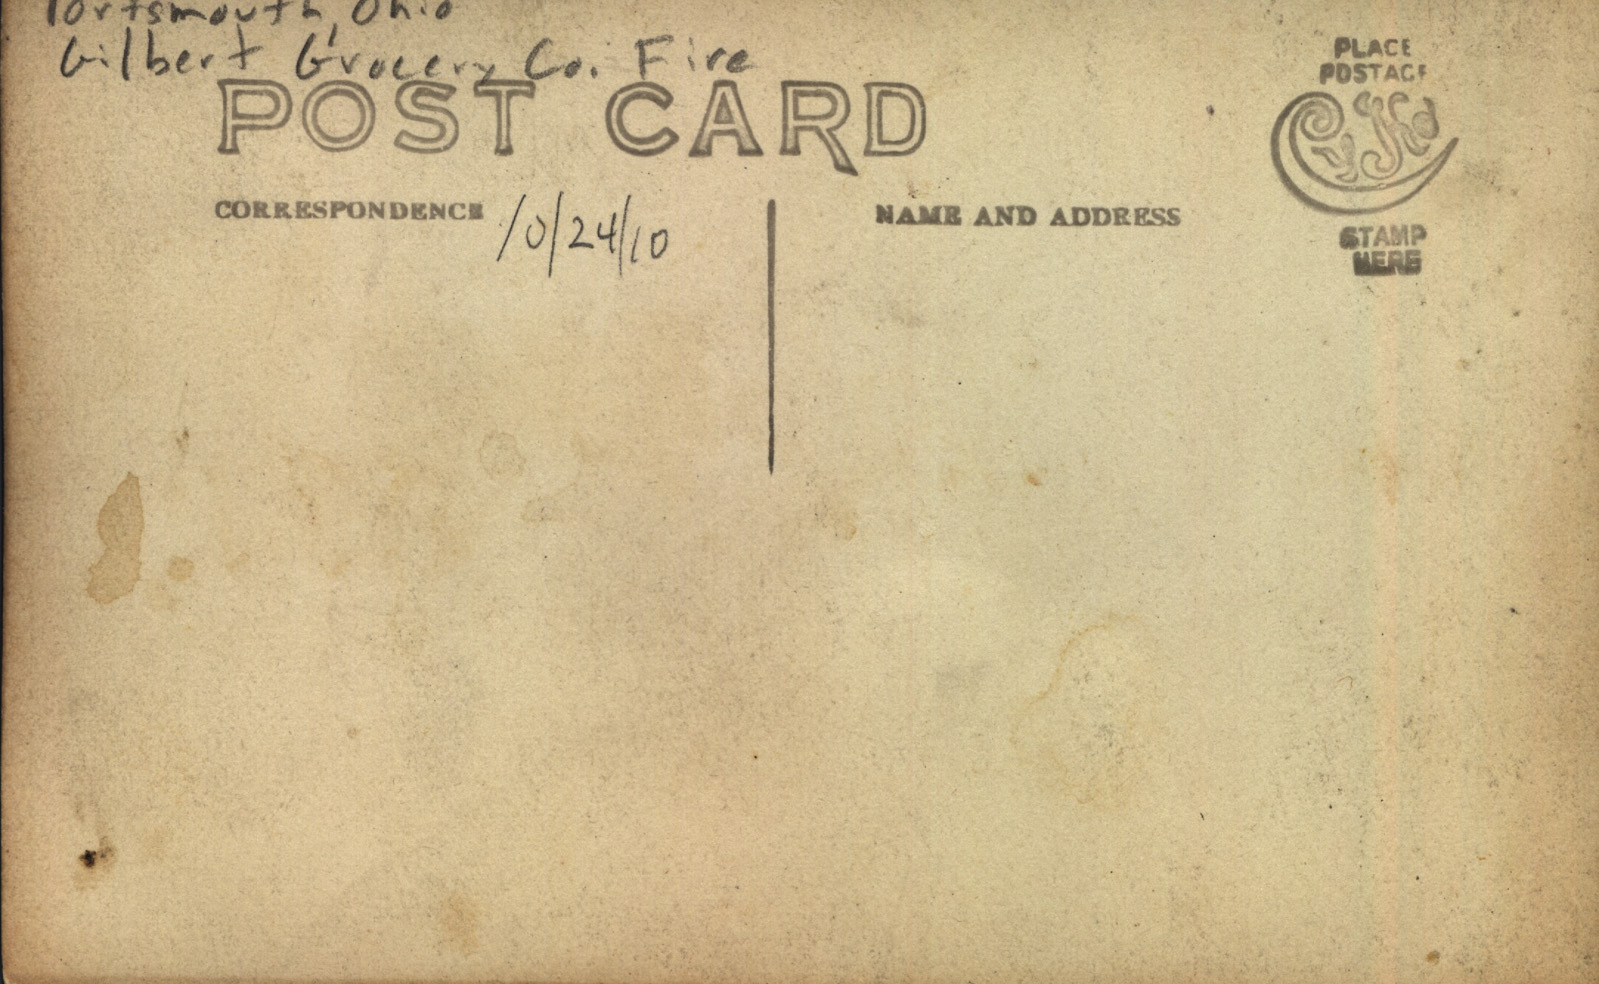 Portsmouth, Ohio
Gilbert Grocery Co. Fire
POST CARD
CORRESPONDENCE
10/24/10
NAME AND ADDRESS
PLACE
POSTAGE
STAMP
HERE